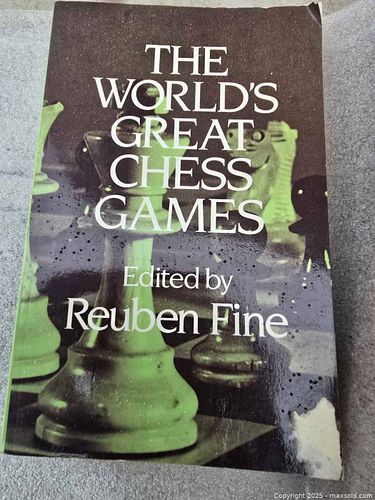 THE
WORLD'S
GREAT
CHESS
GAMES
Edited by
Reuben Fine
Copyright © 2025 - maxsold.com